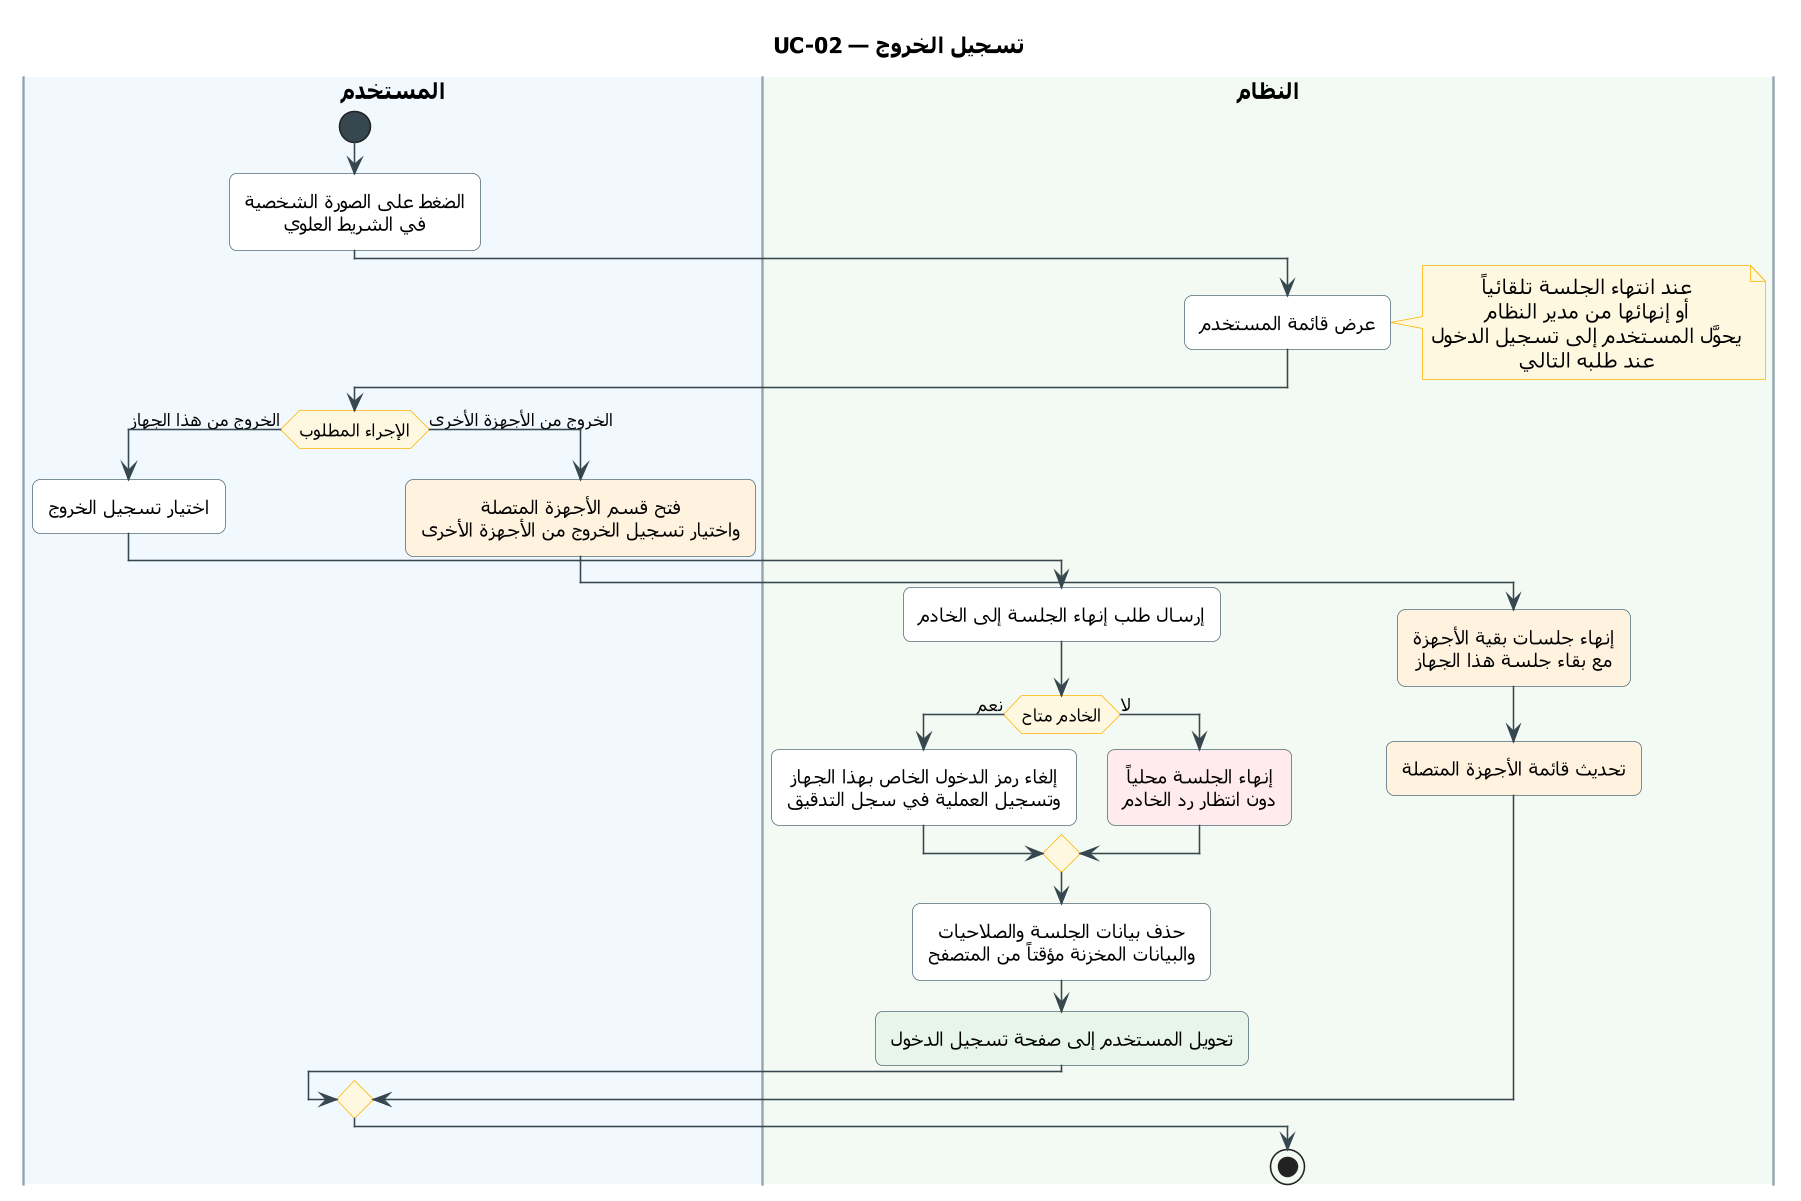 UC-02 — تسجيل الخروج
المستخدم
النظام
الضغط على الصورة الشخصية
في الشريط العلوي
عرض قائمة المستخدم
عند انتهاء الجلسة تلقائياً
أو إنهائها من مدير النظام
يحوَّل المستخدم إلى تسجيل الدخول
عند طلبه التالي
الإجراء المطلوب
الخروج من هذا الجهاز
الخروج من الأجهزة الأخرى
اختيار تسجيل الخروج
فتح قسم الأجهزة المتصلة
واختيار تسجيل الخروج من الأجهزة الأخرى
إرسال طلب إنهاء الجلسة إلى الخادم
إنهاء جلسات بقية الأجهزة
مع بقاء جلسة هذا الجهاز
الخادم متاح
نعم
لا
إلغاء رمز الدخول الخاص بهذا الجهاز
وتسجيل العملية في سجل التدقيق
إنهاء الجلسة محلياً
دون انتظار رد الخادم
تحديث قائمة الأجهزة المتصلة
حذف بيانات الجلسة والصلاحيات
والبيانات المخزنة مؤقتاً من المتصفح
تحويل المستخدم إلى صفحة تسجيل الدخول